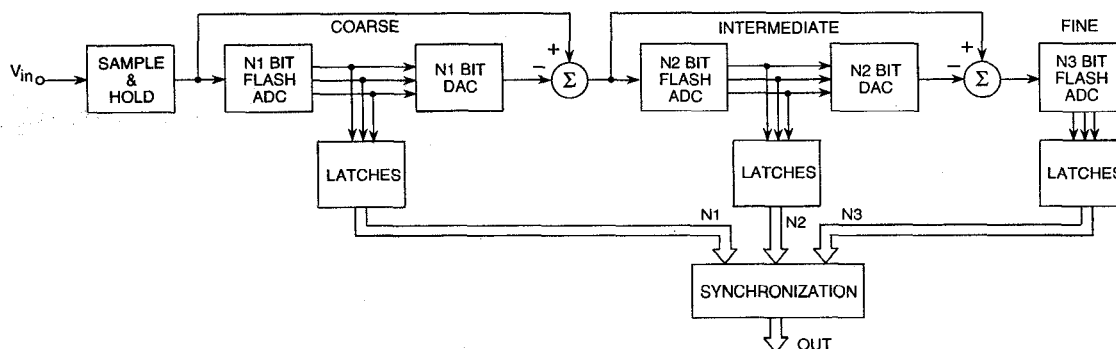 COARSE
INTERMEDIATE
FINE
Vin
SAMPLE
&
HOLD
N1 BIT
FLASH
ADC
N1 BIT
DAC
+
−
Σ
N2 BIT
FLASH
ADC
N2 BIT
DAC
+
−
Σ
N3 BIT
FLASH
ADC
LATCHES
LATCHES
LATCHES
N1
N2
N3
SYNCHRONIZATION
OUT